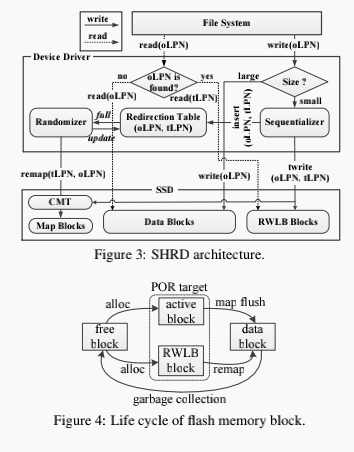 write
read
File System
read(oLPN)
write(oLPN)
Device Driver
no
oLPN is
found?
yes
large
Size ?
read(oLPN)
read(tLPN)
small
insert
(oLPN, tLPN)
Randomizer
full
update
Redirection Table
(oLPN, tLPN)
Sequentializer
remap(tLPN, oLPN)
write(oLPN)
twrite
(oLPN, tLPN)
SSD
CMT
Map Blocks
Data Blocks
RWLB Blocks
Figure 3: SHRD architecture.
POR target
alloc
active
block
map flush
free
block
data
block
alloc
RWLB
block
remap
garbage collection
Figure 4: Life cycle of flash memory block.